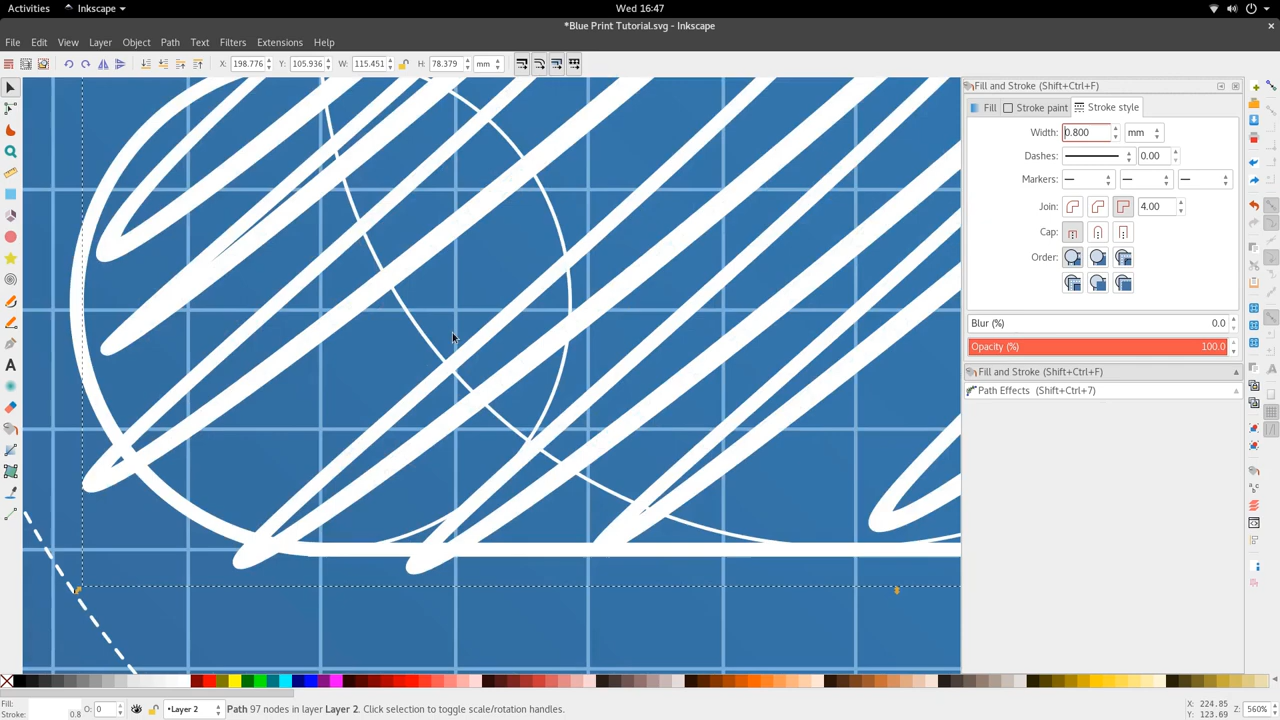 Activities Inkscape Wed 16:47
*Blue Print Tutorial.svg - Inkscape
File Edit View Layer Object Path Text Filters Extensions Help
X: 198.776 Y: 105.936 W: 115.451 H: 78.379 mm
Fill and Stroke (Shift+Ctrl+F)
Fill Stroke paint Stroke style
Width: 0.800 mm
Dashes: 0.00
Markers:
Join: 4.00
Cap:
Order:
Blur (%) 0.0
Opacity (%) 100.0
Fill and Stroke (Shift+Ctrl+F)
Path Effects (Shift+Ctrl+7)
Fill:
Stroke: 0.8
O: 0
•Layer 2
Path 97 nodes in layer Layer 2. Click selection to toggle scale/rotation handles.
X: 224.85
Y: 123.69
Z: 560%